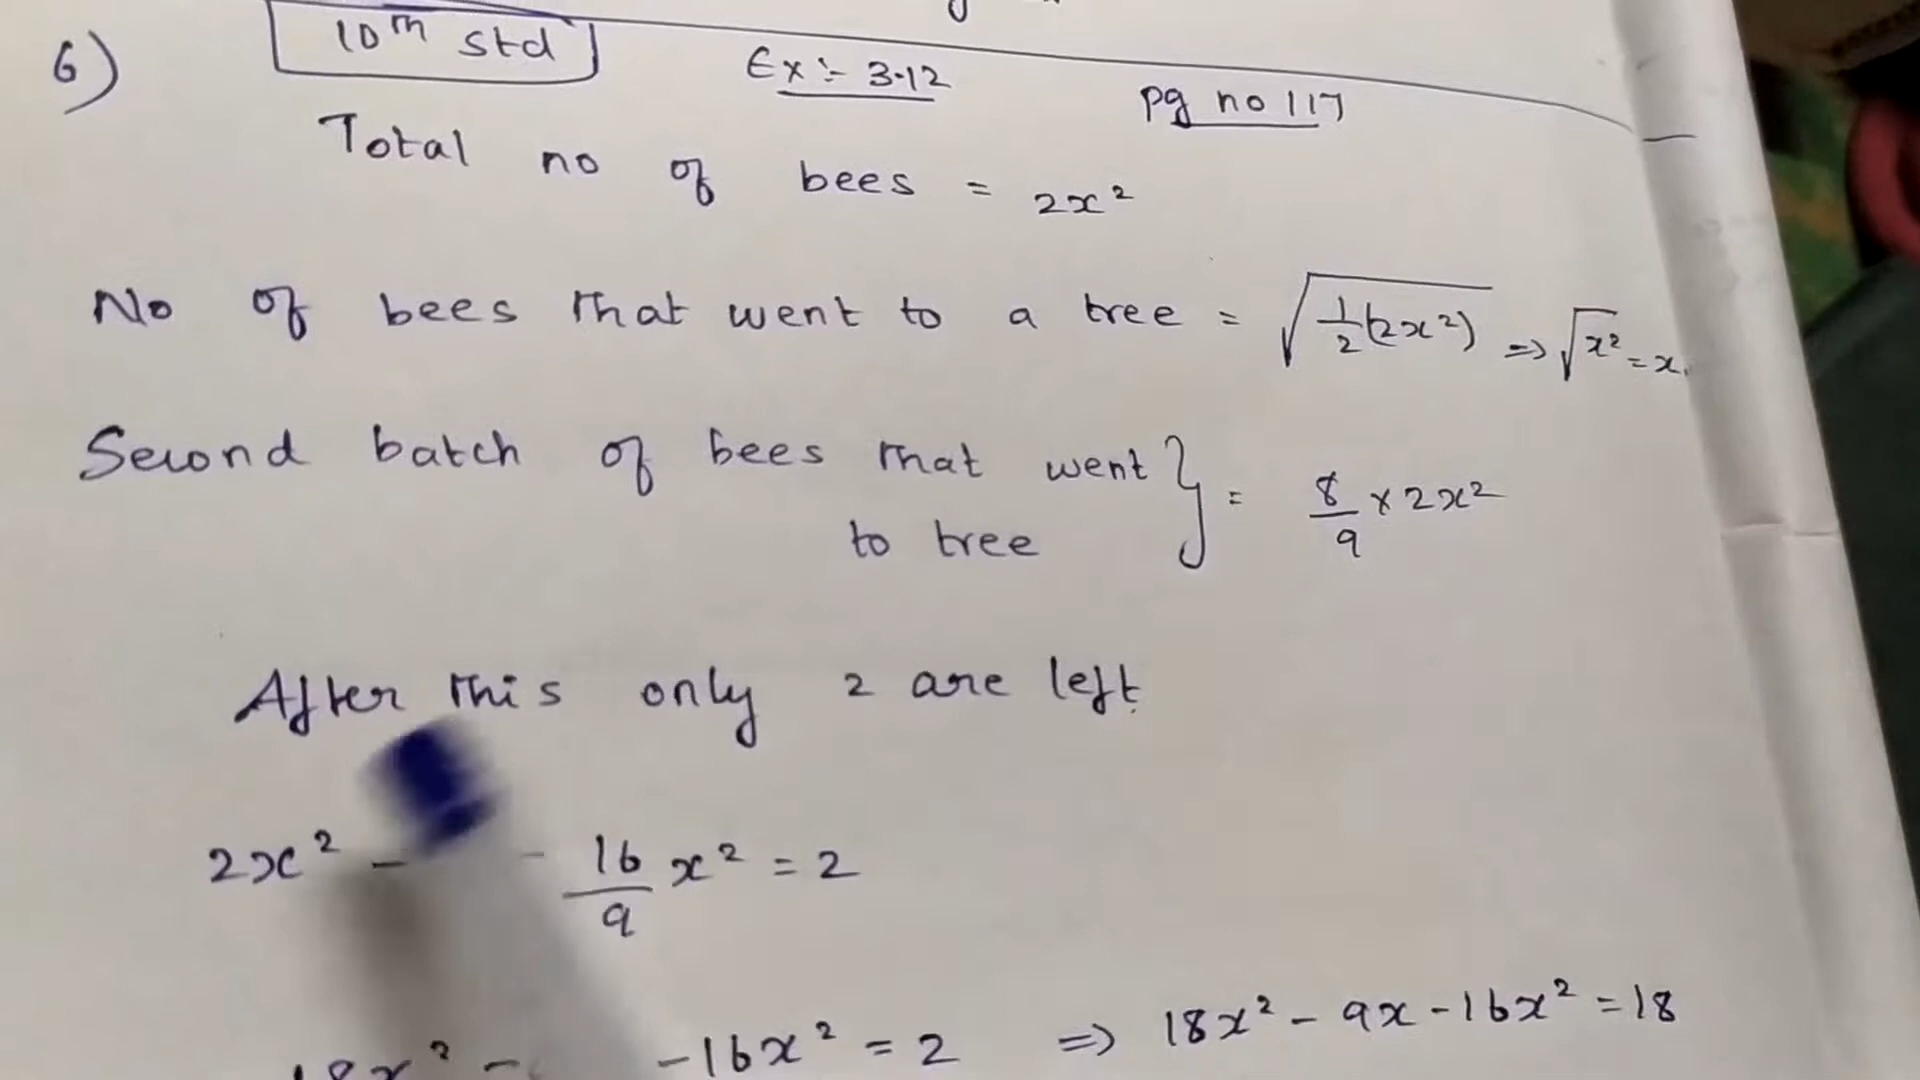 6) 10th std Ex:- 3.12 pg no 117
Total no of bees = 2x²
No of bees that went to a tree = √(1/2(2x²)) => √x² = x.
Second batch of bees that went } = 8/9 × 2x²
to tree
After this only 2 are left.
2x² - - 16/9 x² = 2
18x² - -16x² = 2 => 18x² - 9x - 16x² = 18